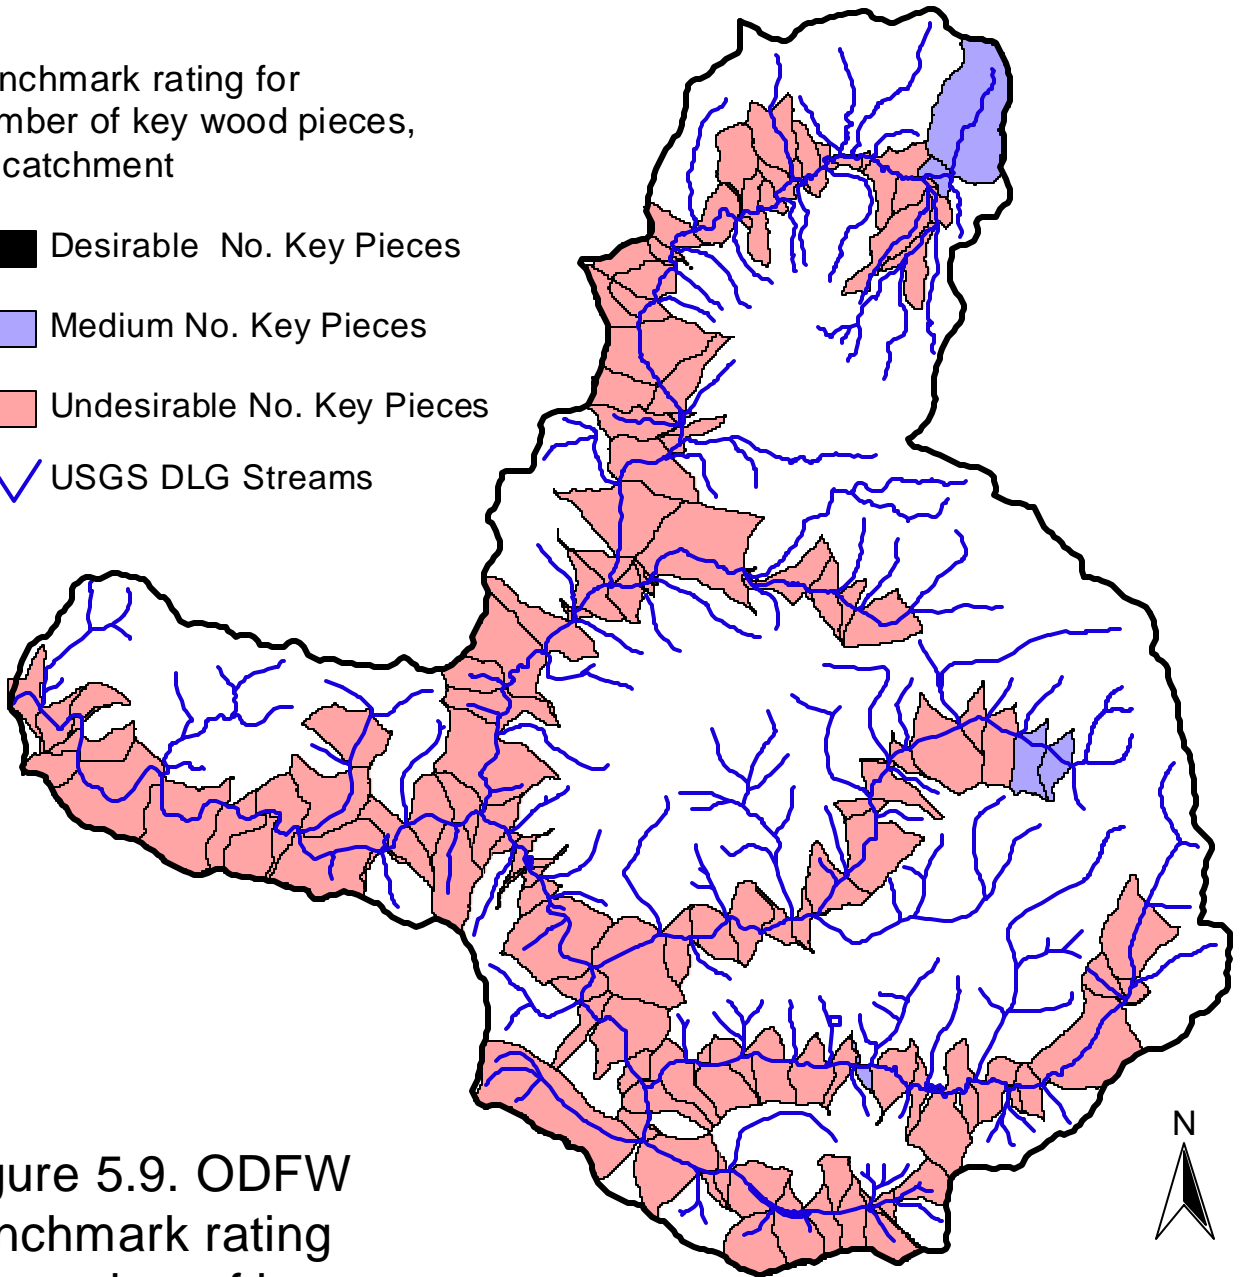 nchmark rating for
mber of key wood pieces,
catchment
Desirable No. Key Pieces
Medium No. Key Pieces
Undesirable No. Key Pieces
USGS DLG Streams
N
gure 5.9. ODFW
nchmark rating